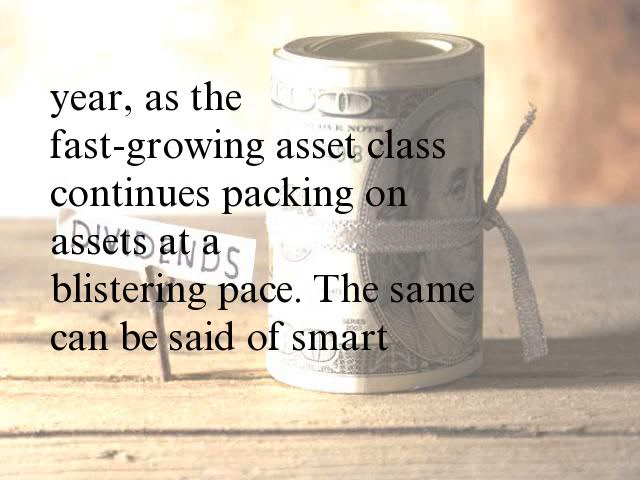 year, as the
fast-growing asset class
continues packing on
assets at a
blistering pace. The same
can be said of smart
DIVIDENDS